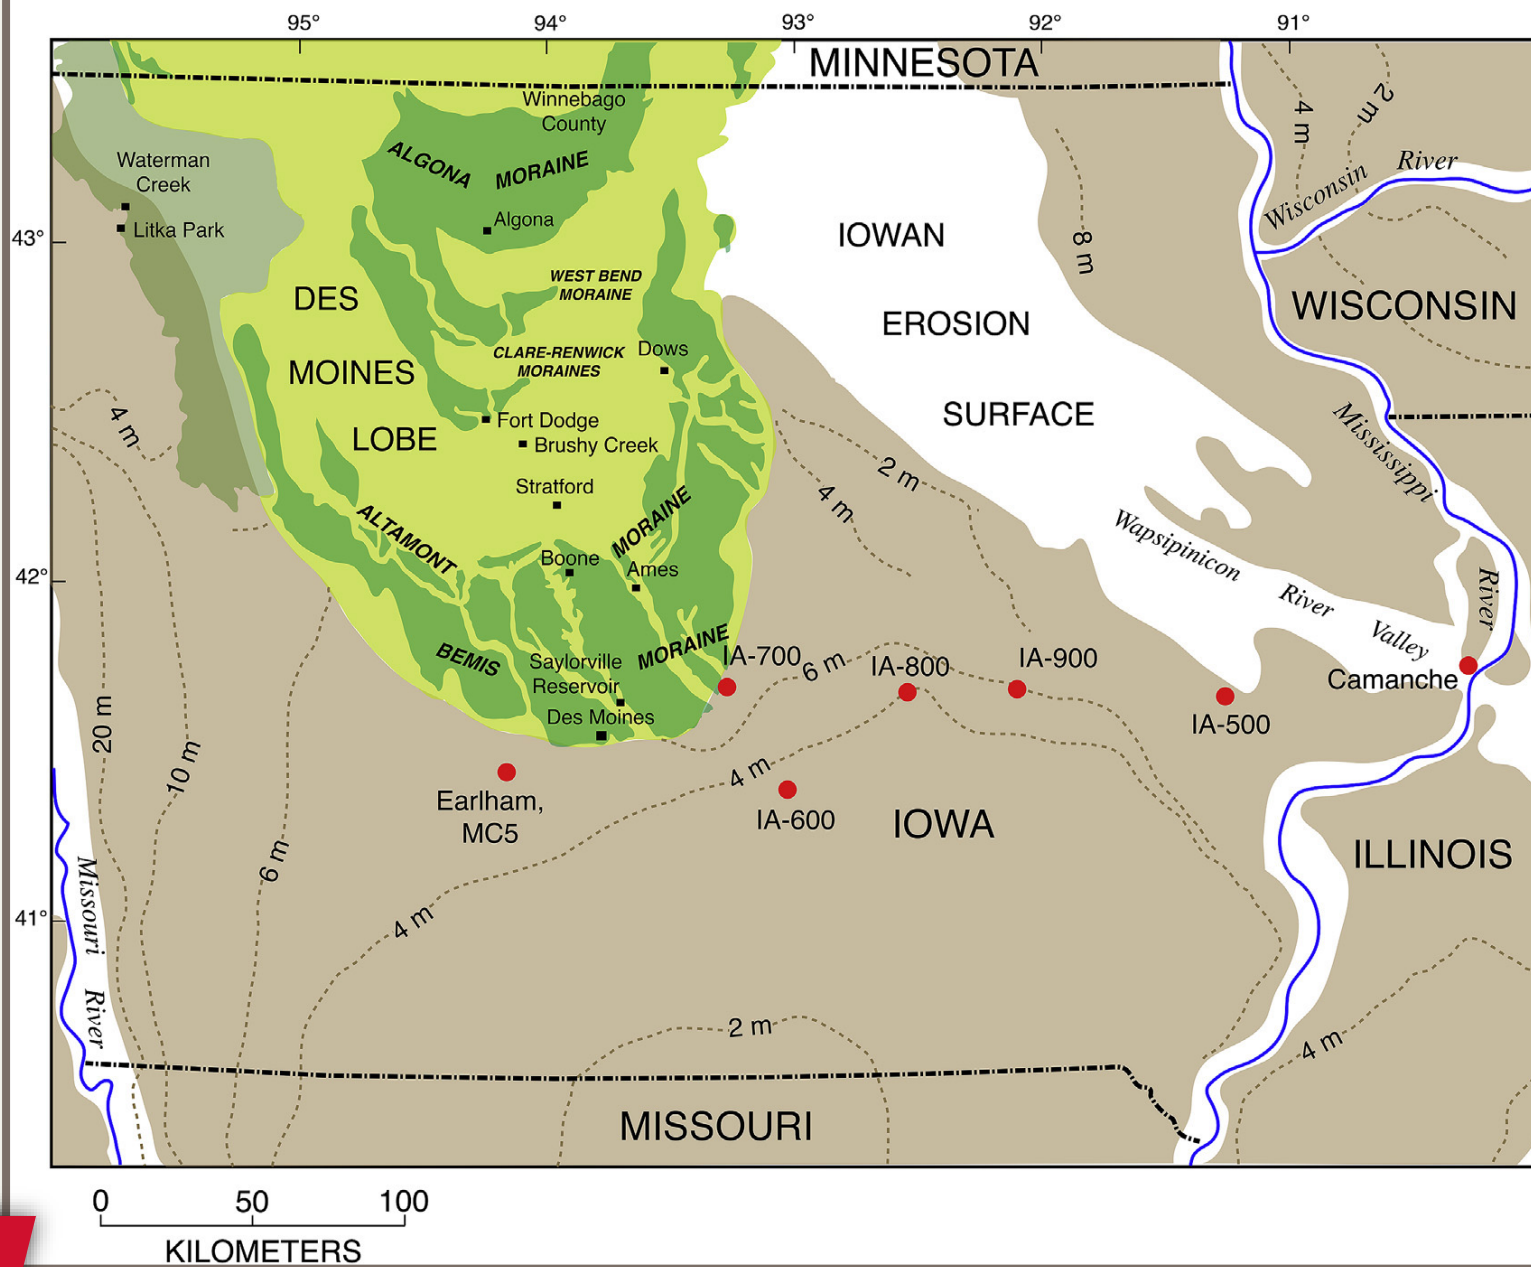 95°
94°
93°
92°
91°
MINNESOTA
Winnebago
County
4 m
2 m
ALGONA
MORAINE
Waterman
Creek
Wisconsin
River
Litka Park
Algona
43°
IOWAN
8 m
WEST BEND
MORAINE
DES
WISCONSIN
EROSION
CLARE-RENWICK
MORAINES
Dows
MOINES
SURFACE
4 m
Fort Dodge
LOBE
Brushy Creek
Mississippi
River
2 m
4 m
Stratford
ALTAMONT
MORAINE
Wapsipinicon
River
Valley
Boone
Ames
42°
BEMIS
MORAINE
Saylorville
Reservoir
IA-700
6 m
IA-800
IA-900
Camanche
Des Moines
IA-500
20 m
10 m
4 m
Earlham,
MC5
IA-600
IOWA
6 m
ILLINOIS
Missouri
River
41°
4 m
2 m
4 m
MISSOURI
0
50
100
KILOMETERS